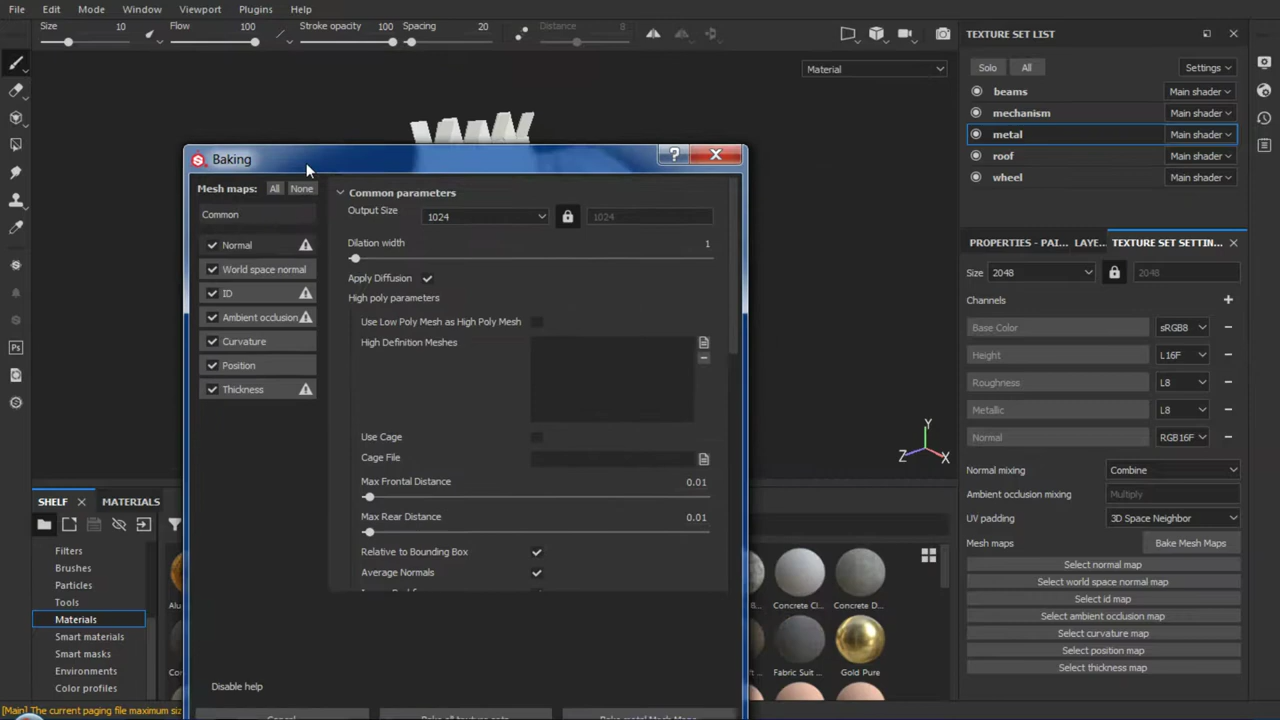 File Edit Mode Viewport Plugins Help
Size 10 Flow 100 Stroke opacity 100 Spacing 20 Distance 8
Material
TEXTURE SET LIST
Solo All Settings
beams Main shader
mechanism Main shader
metal Main shader
roof Main shader
wheel Main shader
Baking
Mesh maps: All None
Common
Normal
World space normal
ID
Ambient occlusion
Curvature
Position
Thickness
Common parameters
Output Size 1024 1024
Dilation width 1
Apply Diffusion
High poly parameters
Use Low Poly Mesh as High Poly Mesh
High Definition Meshes
Use Cage
Cage File
Max Frontal Distance 0.01
Max Rear Distance 0.01
Relative to Bounding Box
Average Normals
Disable help
Cancel
Y
Z X
PROPERTIES - PAI... LAYE... TEXTURE SET SETTIN...
Size 2048 2048
Channels
Base Color sRGB8
Height L16F
Roughness L8
Metallic L8
Normal RGB16F
Normal mixing Combine
Ambient occlusion mixing Multiply
UV padding 3D Space Neighbor
Mesh maps Bake Mesh Maps
Select normal map
Select world space normal map
Select id map
Select ambient occlusion map
Select curvature map
Select position map
Select thickness map
SHELF MATERIALS
Filters
Brushes
Particles
Tools
Materials
Smart materials
Smart masks
Environments
Color profiles
Concrete Cl... Concrete D...
Fabric Suit ... Gold Pure
Ps
[Main] The current paging file maximum siz